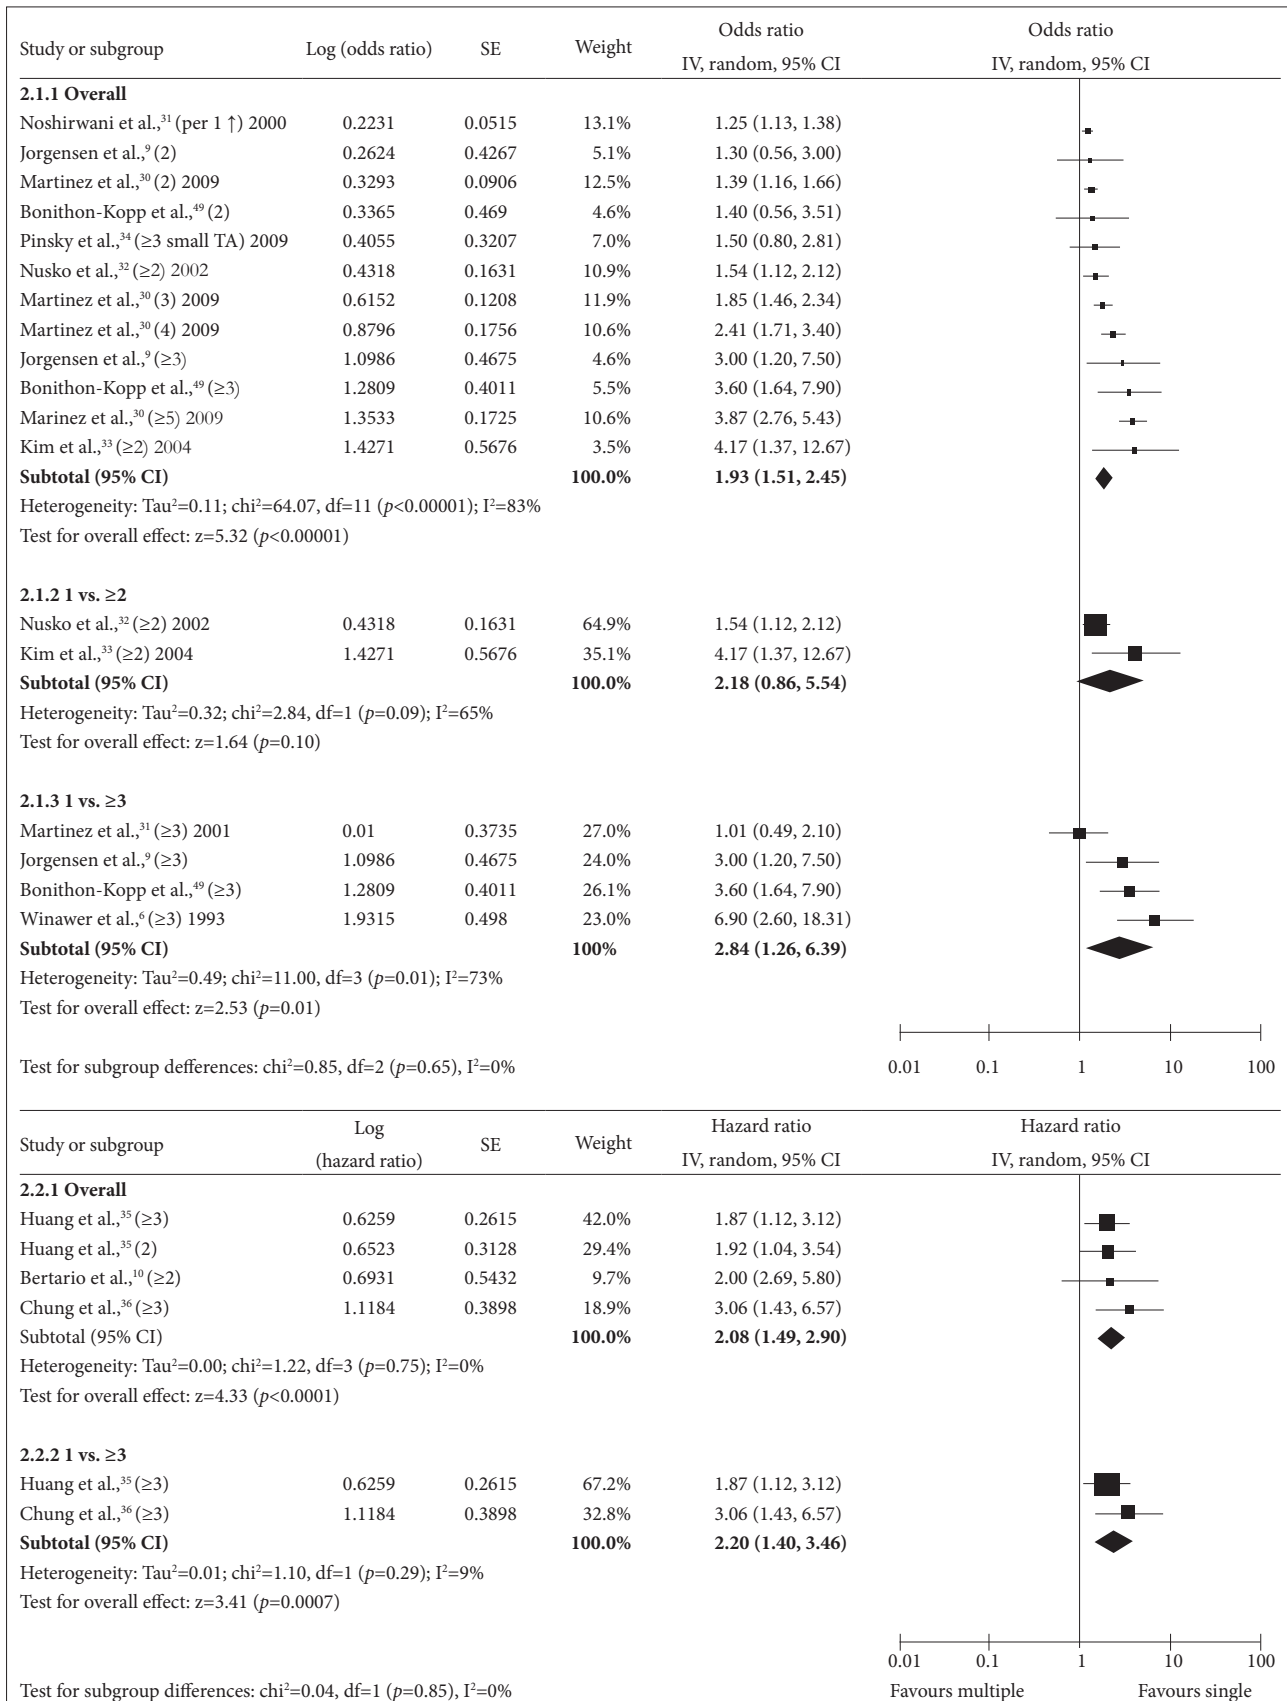 Study or subgroup Log (odds ratio) SE Weight Odds ratio IV, random, 95% CI Odds ratio IV, random, 95% CI
2.1.1 Overall
Noshirwani et al.,³¹ (per 1 ↑) 2000 0.2231 0.0515 13.1% 1.25 (1.13, 1.38)
Jorgensen et al.,⁹ (2) 0.2624 0.4267 5.1% 1.30 (0.56, 3.00)
Martinez et al.,³⁰ (2) 2009 0.3293 0.0906 12.5% 1.39 (1.16, 1.66)
Bonithon-Kopp et al.,⁴⁹ (2) 0.3365 0.469 4.6% 1.40 (0.56, 3.51)
Pinsky et al.,³⁴ (≥3 small TA) 2009 0.4055 0.3207 7.0% 1.50 (0.80, 2.81)
Nusko et al.,³² (≥2) 2002 0.4318 0.1631 10.9% 1.54 (1.12, 2.12)
Martinez et al.,³⁰ (3) 2009 0.6152 0.1208 11.9% 1.85 (1.46, 2.34)
Martinez et al.,³⁰ (4) 2009 0.8796 0.1756 10.6% 2.41 (1.71, 3.40)
Jorgensen et al.,⁹ (≥3) 1.0986 0.4675 4.6% 3.00 (1.20, 7.50)
Bonithon-Kopp et al.,⁴⁹ (≥3) 1.2809 0.4011 5.5% 3.60 (1.64, 7.90)
Marinez et al.,³⁰ (≥5) 2009 1.3533 0.1725 10.6% 3.87 (2.76, 5.43)
Kim et al.,³³ (≥2) 2004 1.4271 0.5676 3.5% 4.17 (1.37, 12.67)
Subtotal (95% CI) 100.0% 1.93 (1.51, 2.45)
Heterogeneity: Tau²=0.11; chi²=64.07, df=11 (p<0.00001); I²=83%
Test for overall effect: z=5.32 (p<0.00001)
2.1.2 1 vs. ≥2
Nusko et al.,³² (≥2) 2002 0.4318 0.1631 64.9% 1.54 (1.12, 2.12)
Kim et al.,³³ (≥2) 2004 1.4271 0.5676 35.1% 4.17 (1.37, 12.67)
Subtotal (95% CI) 100.0% 2.18 (0.86, 5.54)
Heterogeneity: Tau²=0.32; chi²=2.84, df=1 (p=0.09); I²=65%
Test for overall effect: z=1.64 (p=0.10)
2.1.3 1 vs. ≥3
Martinez et al.,³¹ (≥3) 2001 0.01 0.3735 27.0% 1.01 (0.49, 2.10)
Jorgensen et al.,⁹ (≥3) 1.0986 0.4675 24.0% 3.00 (1.20, 7.50)
Bonithon-Kopp et al.,⁴⁹ (≥3) 1.2809 0.4011 26.1% 3.60 (1.64, 7.90)
Winawer et al.,⁶ (≥3) 1993 1.9315 0.498 23.0% 6.90 (2.60, 18.31)
Subtotal (95% CI) 100% 2.84 (1.26, 6.39)
Heterogeneity: Tau²=0.49; chi²=11.00, df=3 (p=0.01); I²=73%
Test for overall effect: z=2.53 (p=0.01)
Test for subgroup defferences: chi²=0.85, df=2 (p=0.65), I²=0%
0.01 0.1 1 10 100
Study or subgroup Log (hazard ratio) SE Weight Hazard ratio IV, random, 95% CI Hazard ratio IV, random, 95% CI
2.2.1 Overall
Huang et al.,³⁵ (≥3) 0.6259 0.2615 42.0% 1.87 (1.12, 3.12)
Huang et al.,³⁵ (2) 0.6523 0.3128 29.4% 1.92 (1.04, 3.54)
Bertario et al.,¹⁰ (≥2) 0.6931 0.5432 9.7% 2.00 (2.69, 5.80)
Chung et al.,³⁶ (≥3) 1.1184 0.3898 18.9% 3.06 (1.43, 6.57)
Subtotal (95% CI) 100.0% 2.08 (1.49, 2.90)
Heterogeneity: Tau²=0.00; chi²=1.22, df=3 (p=0.75); I²=0%
Test for overall effect: z=4.33 (p<0.0001)
2.2.2 1 vs. ≥3
Huang et al.,³⁵ (≥3) 0.6259 0.2615 67.2% 1.87 (1.12, 3.12)
Chung et al.,³⁶ (≥3) 1.1184 0.3898 32.8% 3.06 (1.43, 6.57)
Subtotal (95% CI) 100.0% 2.20 (1.40, 3.46)
Heterogeneity: Tau²=0.01; chi²=1.10, df=1 (p=0.29); I²=9%
Test for overall effect: z=3.41 (p=0.0007)
0.01 0.1 1 10 100
Test for subgroup differences: chi²=0.04, df=1 (p=0.85), I²=0% Favours multiple Favours single